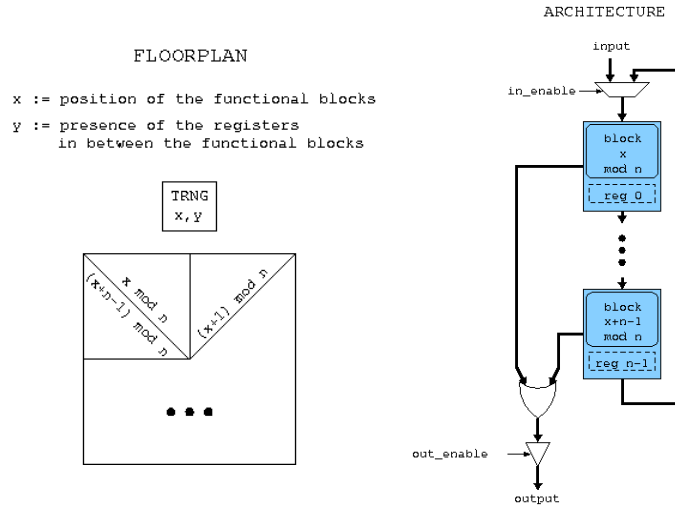 FLOORPLAN
x := position of the functional blocks
y := presence of the registers
in between the functional blocks
TRNG
x,y
x mod n
(x+n-1) mod n
(x+1) mod n
ARCHITECTURE
input
in_enable
block
x
mod n
reg 0
block
x+n-1
mod n
reg n-1
out_enable
output